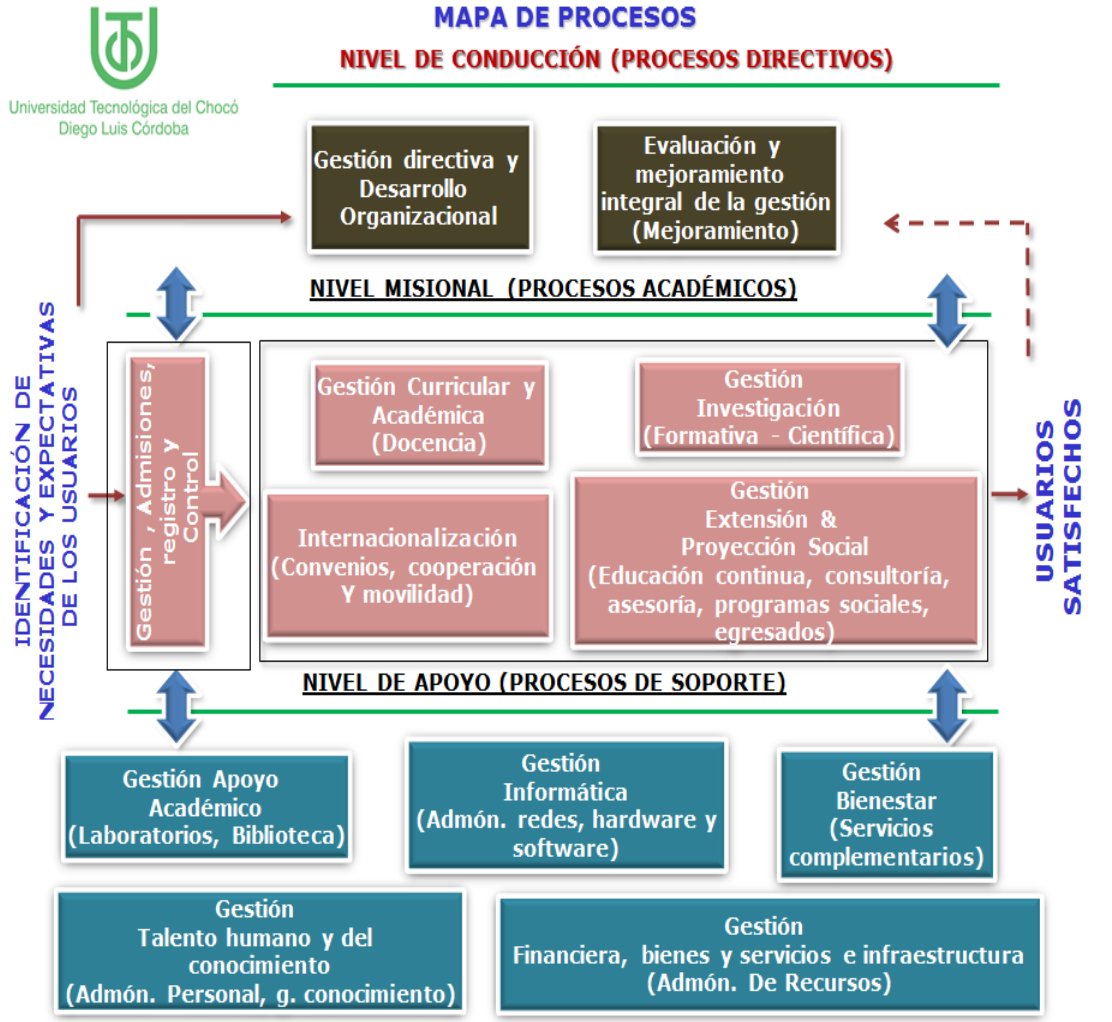 MAPA DE PROCESOS
NIVEL DE CONDUCCIÓN (PROCESOS DIRECTIVOS)
Universidad Tecnológica del Chocó
Diego Luis Córdoba
Gestión directiva y
Desarrollo
Organizacional
Evaluación y
mejoramiento
integral de la gestión
(Mejoramiento)
NIVEL MISIONAL (PROCESOS ACADÉMICOS)
IDENTIFICACIÓN DE
NECESIDADES Y EXPECTATIVAS
DE LOS USUARIOS
Gestión , Admisiones,
registro y
Control
Gestión Curricular y
Académica
(Docencia)
Gestión
Investigación
(Formativa - Científica)
Internacionalización
(Convenios, cooperación
Y movilidad)
Gestión
Extensión &
Proyección Social
(Educación continua, consultoría,
asesoría, programas sociales,
egresados)
USUARIOS
SATISFECHOS
NIVEL DE APOYO (PROCESOS DE SOPORTE)
Gestión Apoyo
Académico
(Laboratorios, Biblioteca)
Gestión
Informática
(Admón. redes, hardware y
software)
Gestión
Bienestar
(Servicios
complementarios)
Gestión
Talento humano y del
conocimiento
(Admón. Personal, g. conocimiento)
Gestión
Financiera, bienes y servicios e infraestructura
(Admón. De Recursos)